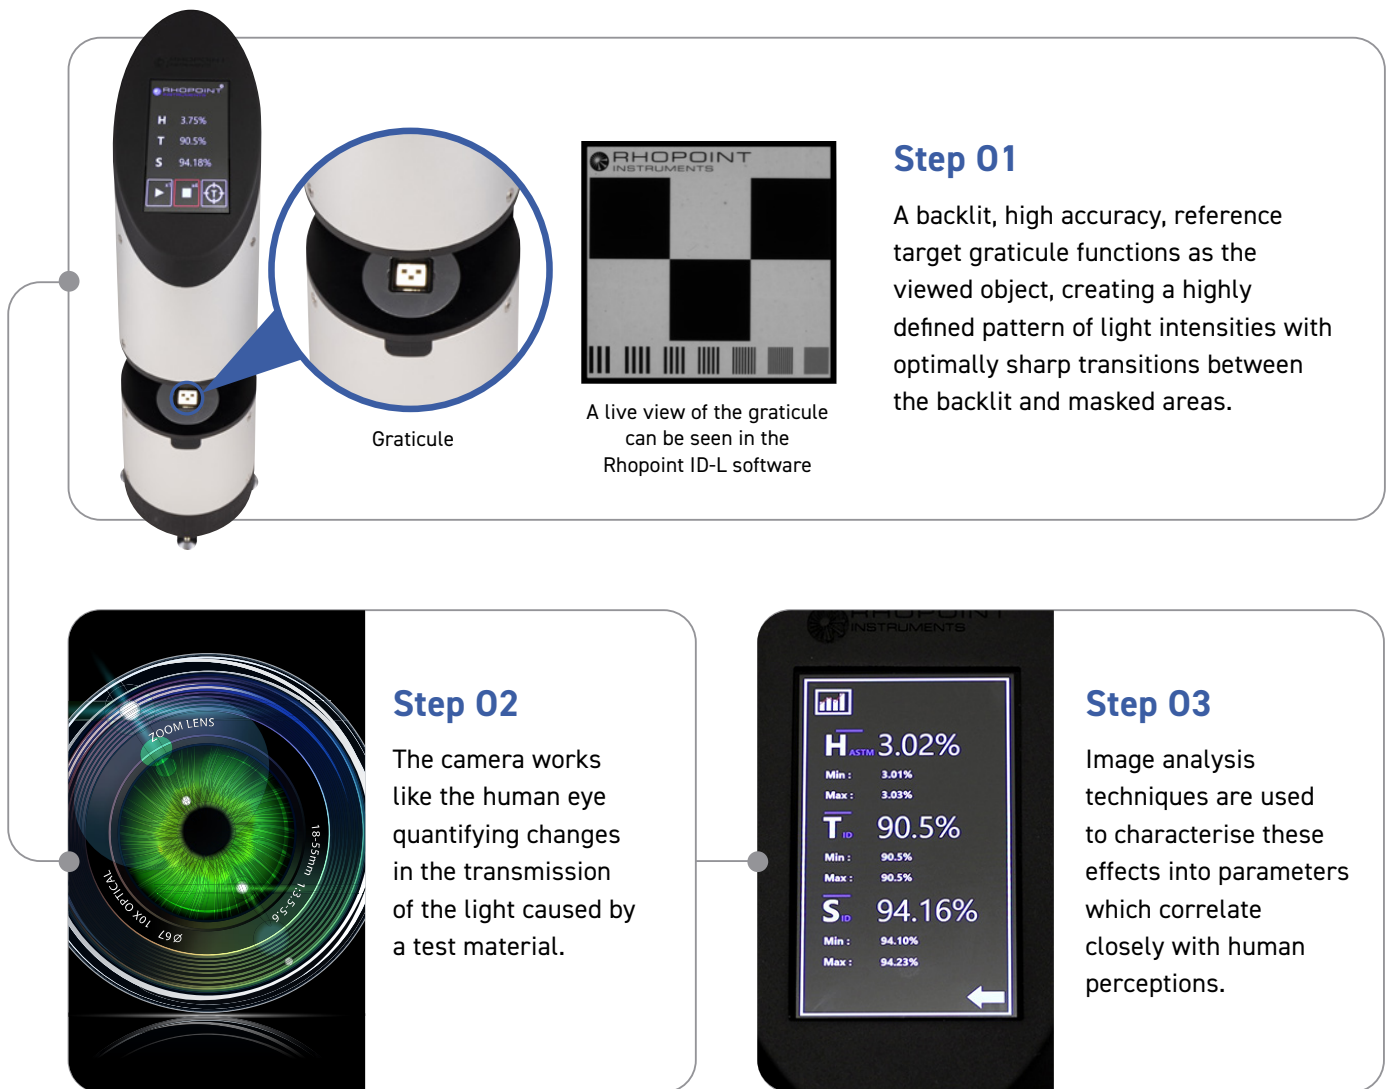 RHOPOINT
H 3.75%
T 90.5%
S 94.18%
Graticule
RHOPOINT
INSTRUMENTS
A live view of the graticule
can be seen in the
Rhopoint ID-L software
Step 01
A backlit, high accuracy, reference
target graticule functions as the
viewed object, creating a highly
defined pattern of light intensities with
optimally sharp transitions between
the backlit and masked areas.
ZOOM LENS
18-55mm 1:3.5-5.6
Ø67 10X OPTICAL
Step 02
The camera works
like the human eye
quantifying changes
in the transmission
of the light caused by
a test material.
RHOPOINT
INSTRUMENTS
H ASTM 3.02%
Min : 3.01%
Max : 3.03%
T ID 90.5%
Min : 90.5%
Max : 90.5%
S ID 94.16%
Min : 94.10%
Max : 94.23%
Step 03
Image analysis
techniques are used
to characterise these
effects into parameters
which correlate
closely with human
perceptions.